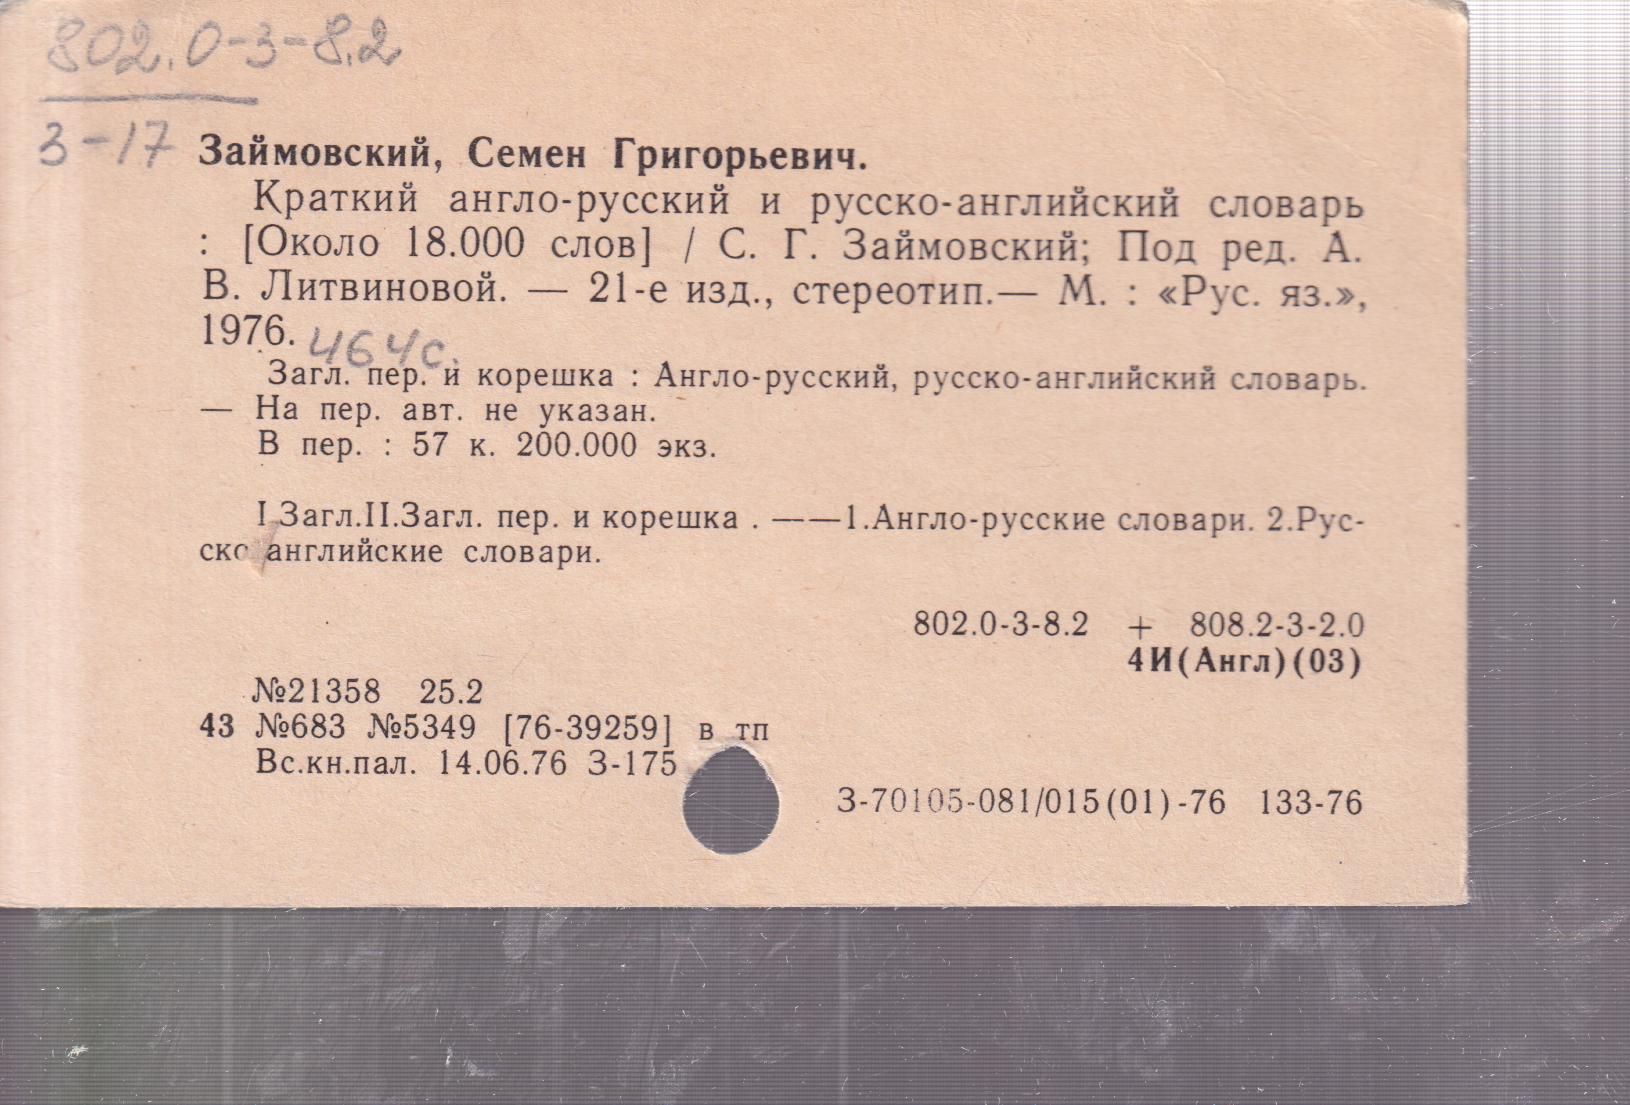 802.0-3-8.2
З-17
Займовский, Семен Григорьевич.
Краткий англо-русский и русско-английский словарь
: [Около 18.000 слов] / С. Г. Займовский; Под ред. А.
В. Литвиновой. — 21-е изд., стереотип.— М. : «Рус. яз.»,
1976. 464с.
Загл. пер. и корешка : Англо-русский, русско-английский словарь.
— На пер. авт. не указан.
В пер. : 57 к. 200.000 экз.
I.Загл.II.Загл. пер. и корешка . ——1.Англо-русские словари. 2.Рус-
ско-английские словари.
802.0-3-8.2 + 808.2-3-2.0
4И(Англ)(03)
№21358 25.2
43 №683 №5349 [76-39259] в тп
Вс.кн.пал. 14.06.76 З-175
З-70105-081/015(01)-76 133-76